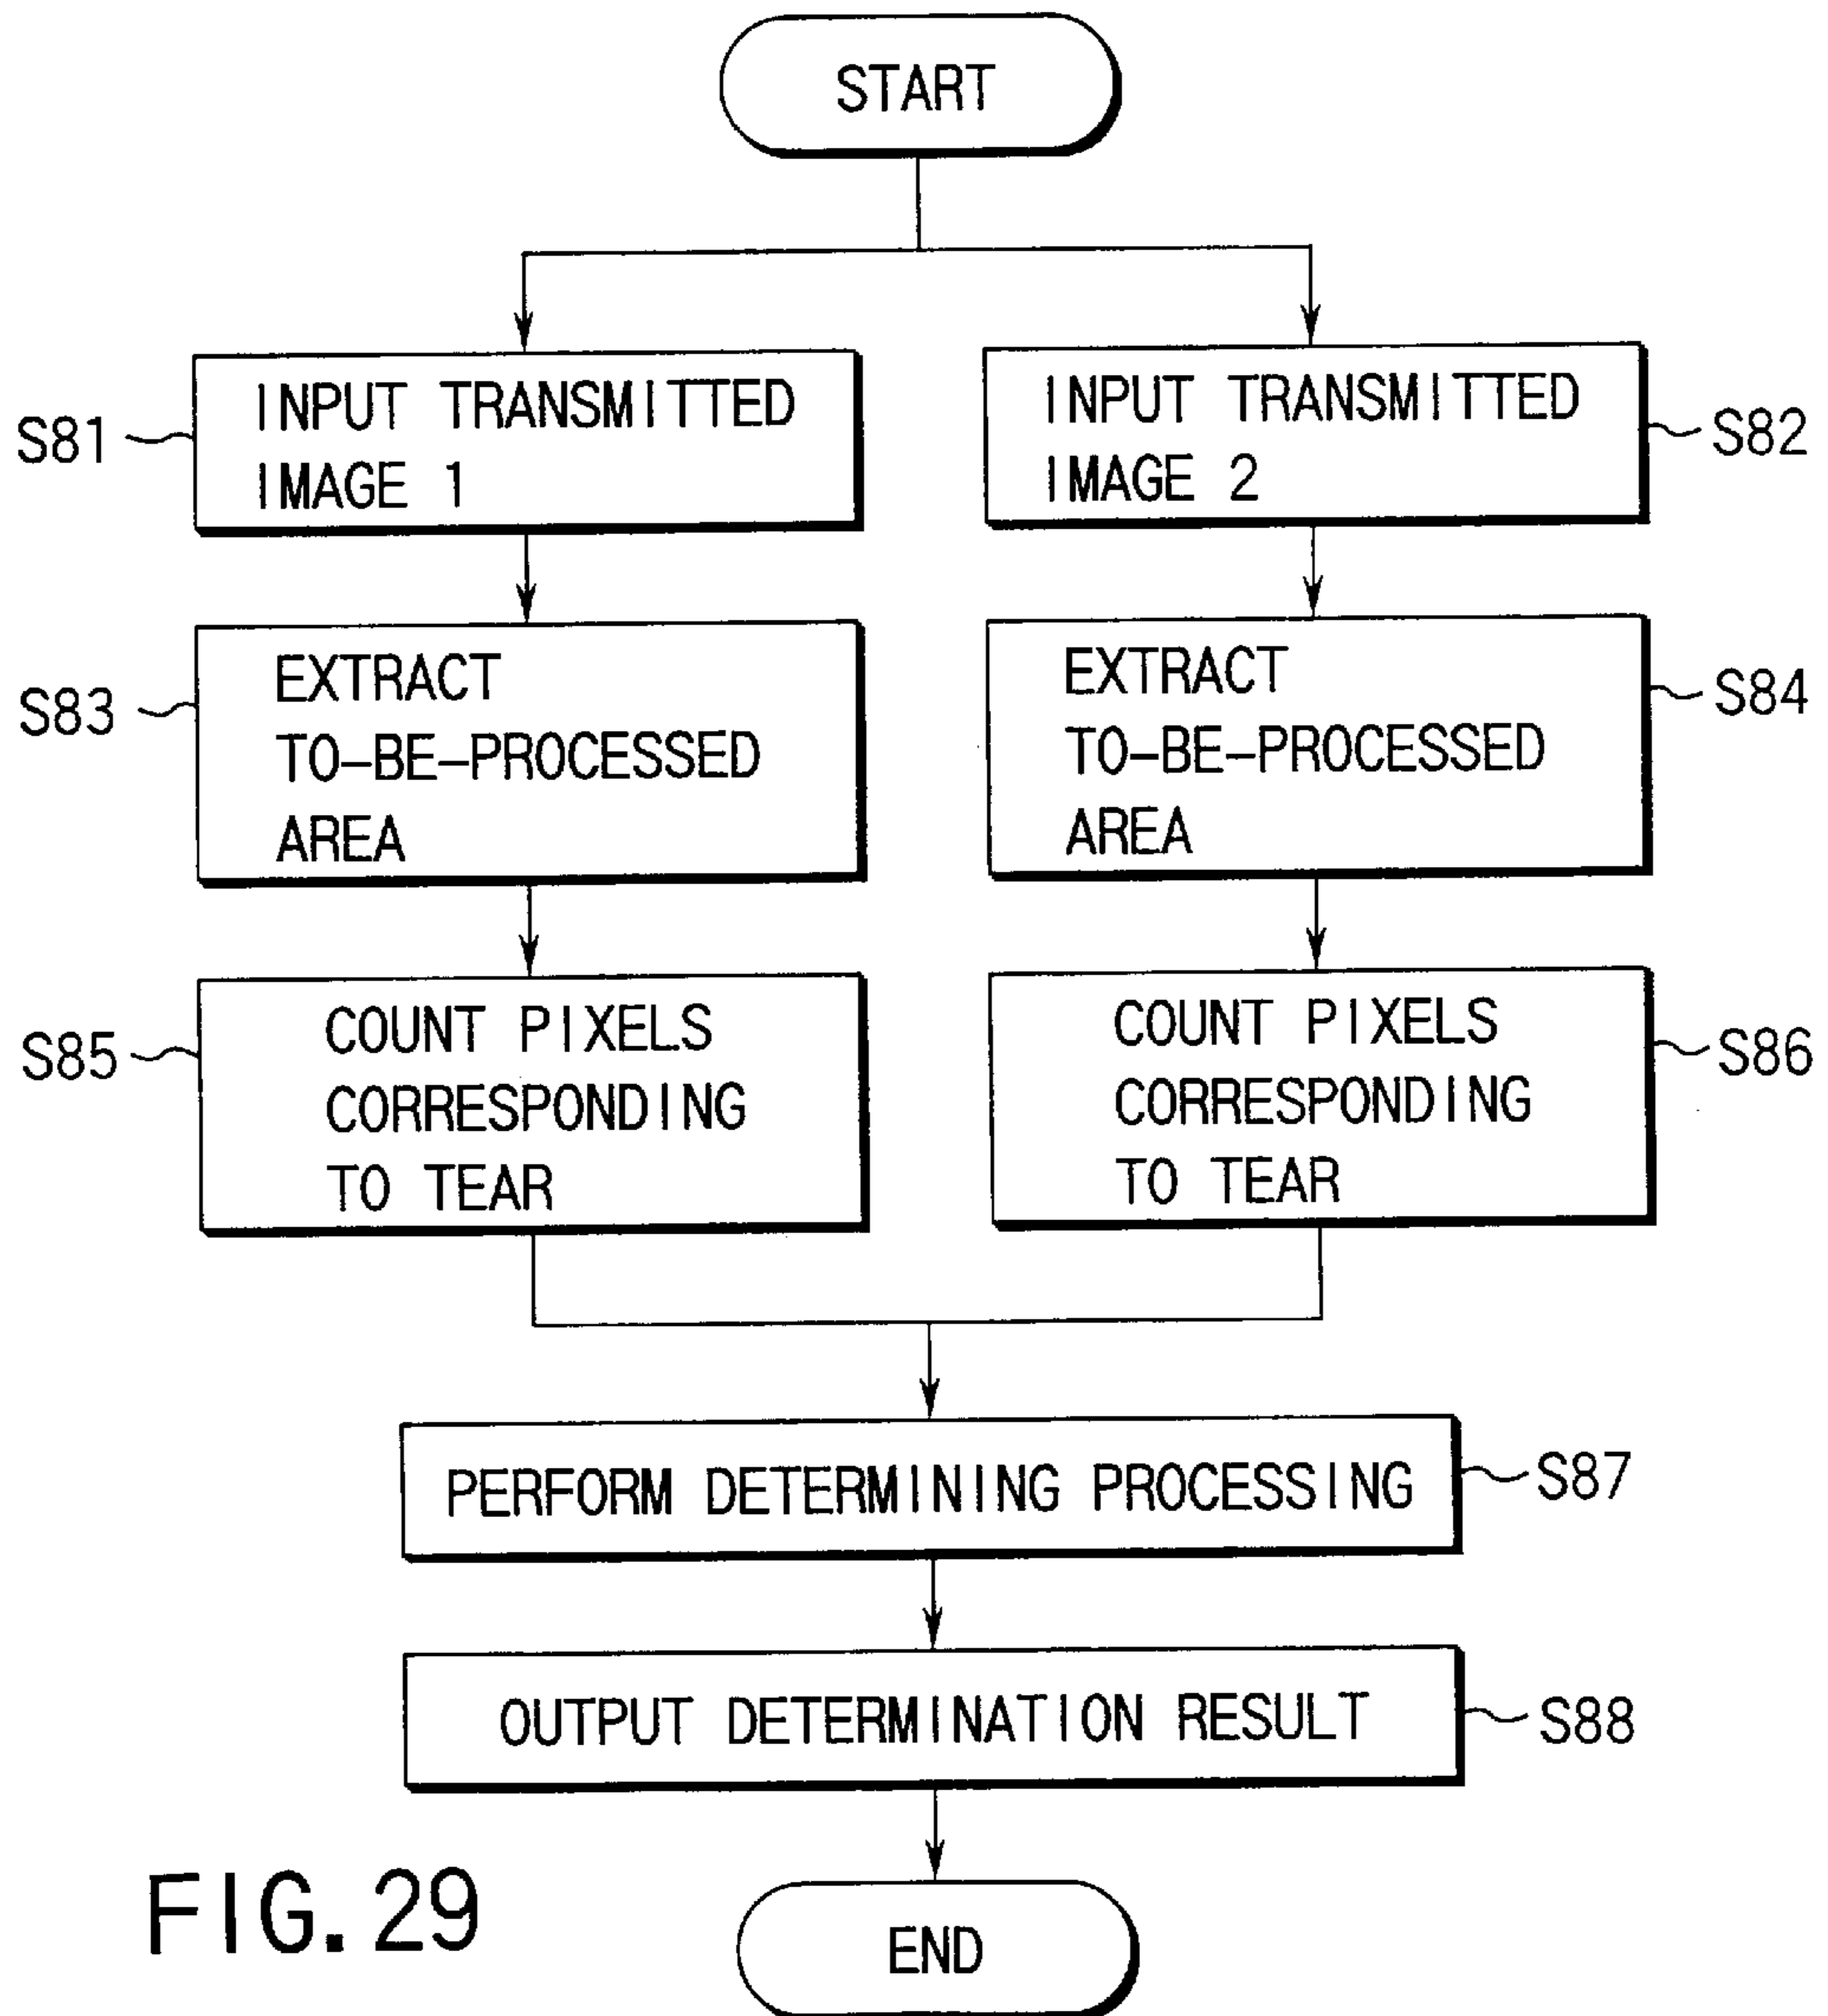 START
S81
INPUT TRANSMITTED
IMAGE 1
INPUT TRANSMITTED
IMAGE 2
S82
S83
EXTRACT
TO-BE-PROCESSED
AREA
EXTRACT
TO-BE-PROCESSED
AREA
S84
S85
COUNT PIXELS
CORRESPONDING
TO TEAR
COUNT PIXELS
CORRESPONDING
TO TEAR
S86
PERFORM DETERMINING PROCESSING
S87
OUTPUT DETERMINATION RESULT
S88
END
FIG. 29